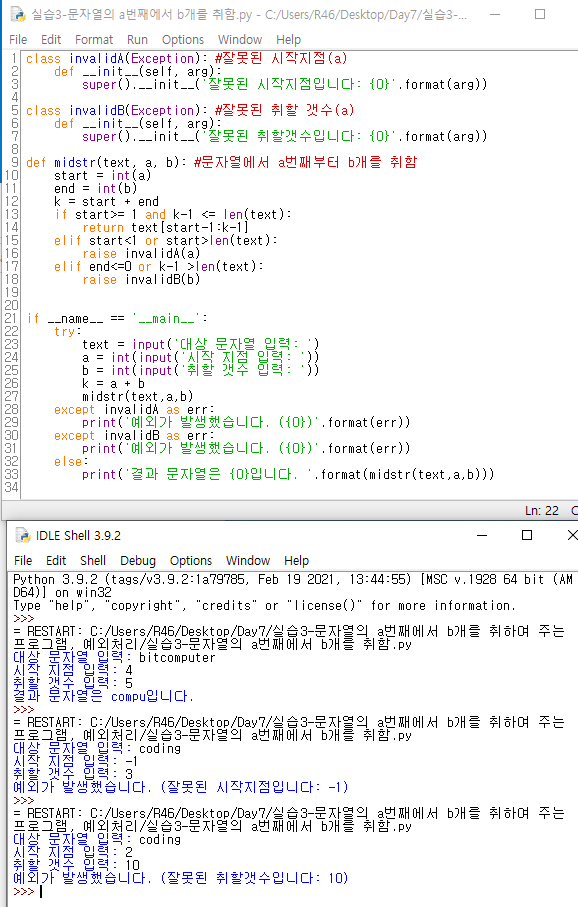 실습3-문자열의 a번째에서 b개를 취함.py - C:/Users/R46/Desktop/Day7/실습3-...
File Edit Format Run Options Window Help
1 class invalidA(Exception): #잘못된 시작지점(a)
2     def __init__(self, arg):
3         super().__init__('잘못된 시작지점입니다: {0}'.format(arg))
4
5 class invalidB(Exception): #잘못된 취할 갯수(a)
6     def __init__(self, arg):
7         super().__init__('잘못된 취할갯수입니다: {0}'.format(arg))
8
9 def midstr(text, a, b): #문자열에서 a번째부터 b개를 취함
10     start = int(a)
11     end = int(b)
12     k = start + end
13     if start>= 1 and k-1 <= len(text):
14         return text[start-1:k-1]
15     elif start<1 or start>len(text):
16         raise invalidA(a)
17     elif end<=0 or k-1 >len(text):
18         raise invalidB(b)
19
20
21 if __name__ == '__main__':
22     try:
23         text = input('대상 문자열 입력: ')
24         a = int(input('시작 지점 입력: '))
25         b = int(input('취할 갯수 입력: '))
26         k = a + b
27         midstr(text,a,b)
28     except invalidA as err:
29         print('예외가 발생했습니다. ({0})'.format(err))
30     except invalidB as err:
31         print('예외가 발생했습니다. ({0})'.format(err))
32     else:
33         print('결과 문자열은 {0}입니다. '.format(midstr(text,a,b)))
34
Ln: 22 C
IDLE Shell 3.9.2
File Edit Shell Debug Options Window Help
Python 3.9.2 (tags/v3.9.2:1a79785, Feb 19 2021, 13:44:55) [MSC v.1928 64 bit (AM
D64)] on win32
Type "help", "copyright", "credits" or "license()" for more information.
>>>
= RESTART: C:/Users/R46/Desktop/Day7/실습3-문자열의 a번째에서 b개를 취하여 주는
프로그램, 예외처리/실습3-문자열의 a번째에서 b개를 취함.py
대상 문자열 입력: bitcomputer
시작 지점 입력: 4
취할 갯수 입력: 5
결과 문자열은 compu입니다.
>>>
= RESTART: C:/Users/R46/Desktop/Day7/실습3-문자열의 a번째에서 b개를 취하여 주는
프로그램, 예외처리/실습3-문자열의 a번째에서 b개를 취함.py
대상 문자열 입력: coding
시작 지점 입력: -1
취할 갯수 입력: 3
예외가 발생했습니다. (잘못된 시작지점입니다: -1)
>>>
= RESTART: C:/Users/R46/Desktop/Day7/실습3-문자열의 a번째에서 b개를 취하여 주는
프로그램, 예외처리/실습3-문자열의 a번째에서 b개를 취함.py
대상 문자열 입력: coding
시작 지점 입력: 2
취할 갯수 입력: 10
예외가 발생했습니다. (잘못된 취할갯수입니다: 10)
>>>